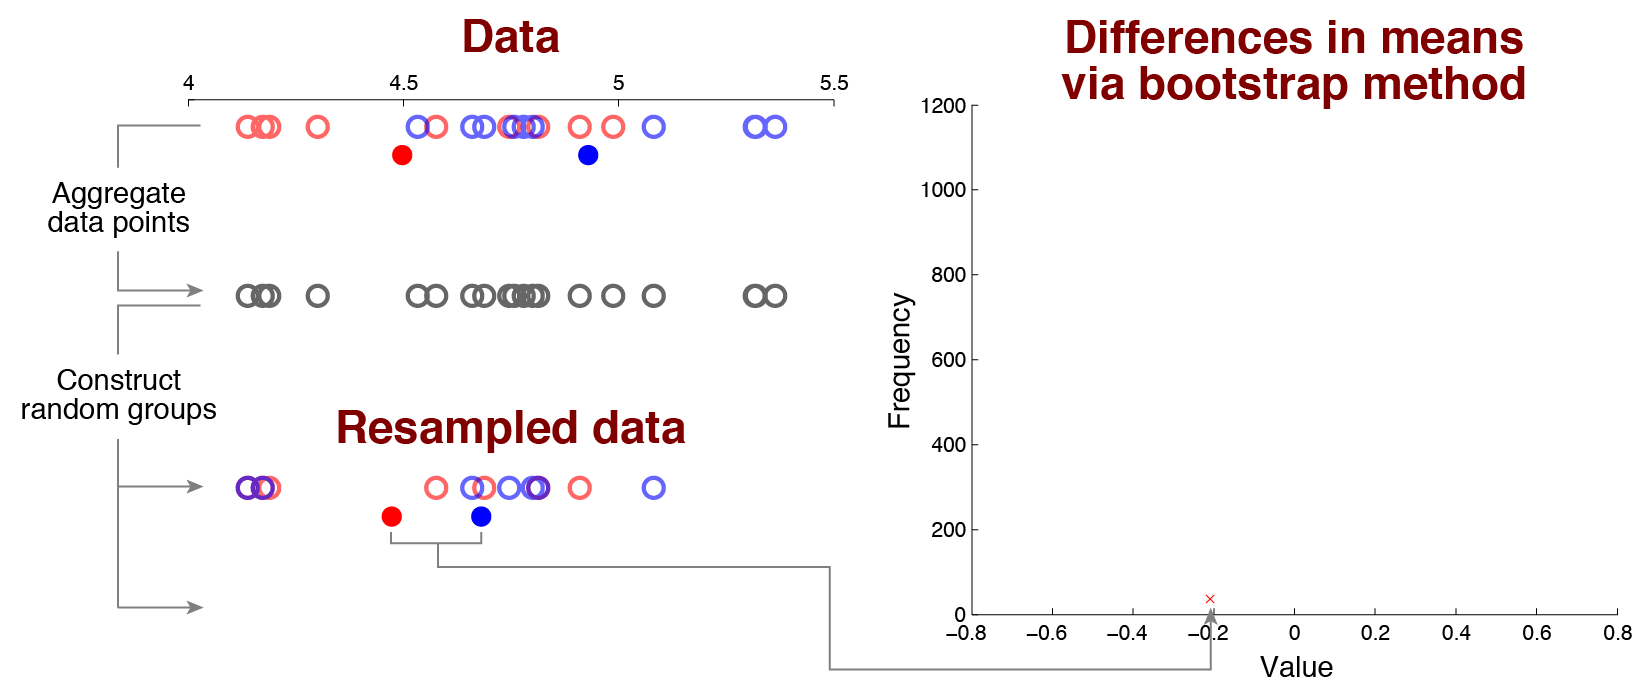 Data
4 4.5 5 5.5
Aggregate
data points
Construct
random groups
Resampled data
Differences in means
via bootstrap method
1200
1000
800
600
400
200
0
Frequency
−0.8 −0.6 −0.4 −0.2 0 0.2 0.4 0.6 0.8
Value